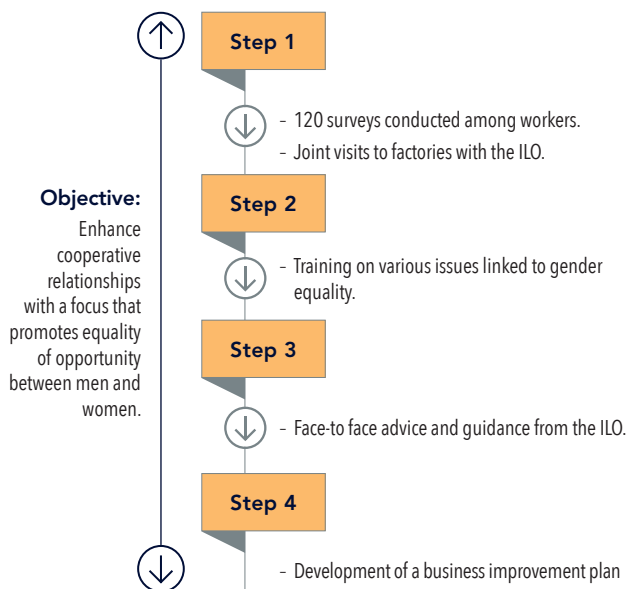 Step 1
– 120 surveys conducted among workers.
– Joint visits to factories with the ILO.
Objective:
Enhance
cooperative
relationships
with a focus that
promotes equality
of opportunity
between men and
women.
Step 2
– Training on various issues linked to gender
equality.
Step 3
– Face-to face advice and guidance from the ILO.
Step 4
– Development of a business improvement plan